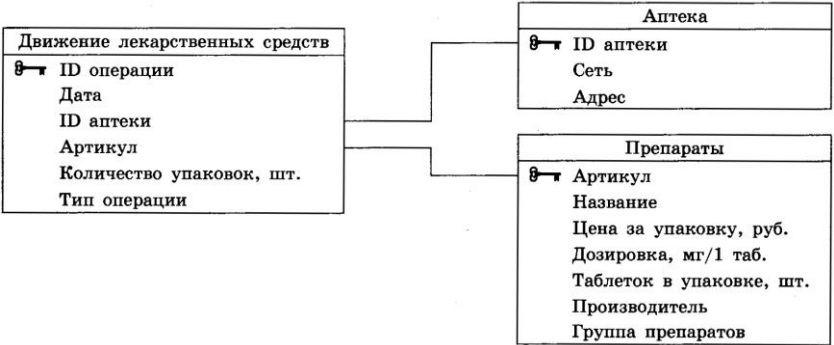 Движение лекарственных средств
ID операции
Дата
ID аптеки
Артикул
Количество упаковок, шт.
Тип операции
Аптека
ID аптеки
Сеть
Адрес
Препараты
Артикул
Название
Цена за упаковку, руб.
Дозировка, мг/1 таб.
Таблеток в упаковке, шт.
Производитель
Группа препаратов